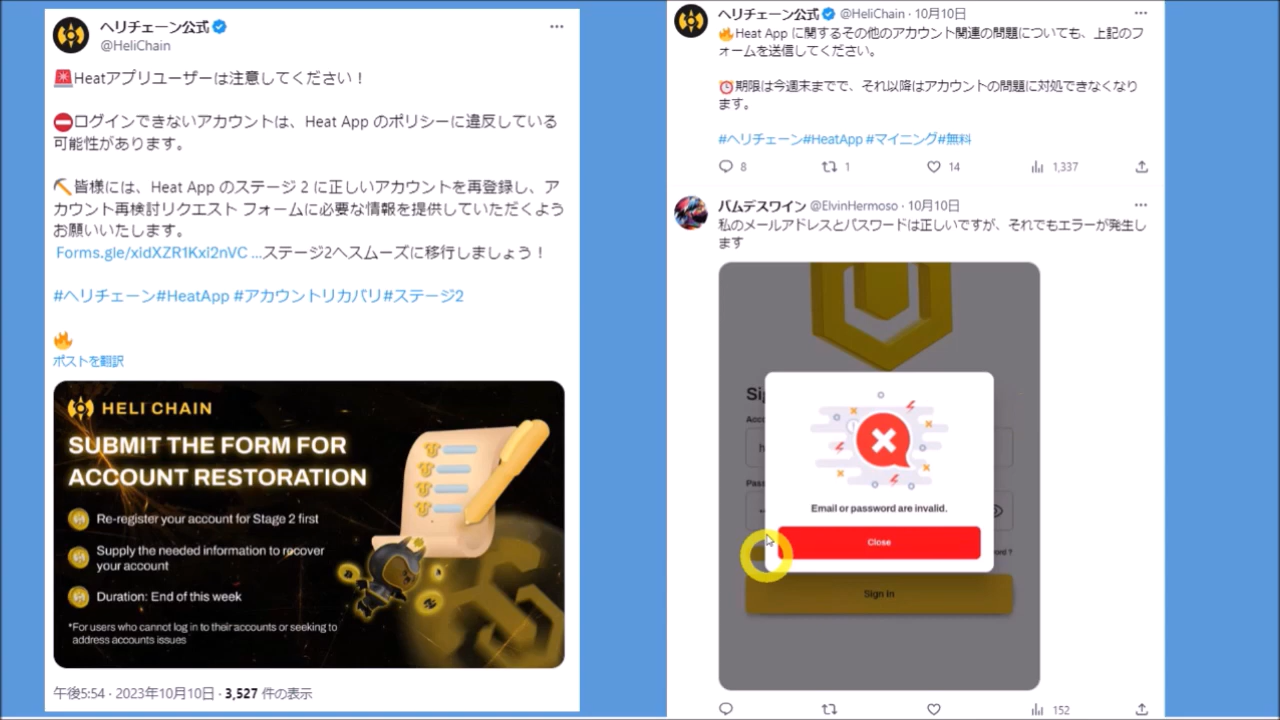 ヘリチェーン公式
@HeliChain
Heatアプリユーザーは注意してください！
ログインできないアカウントは、Heat App のポリシーに違反している
可能性があります。
皆様には、Heat App のステージ 2 に正しいアカウントを再登録し、ア
カウント再検討リクエスト フォームに必要な情報を提供していただくよう
お願いいたします。
Forms.gle/xidXZR1Kxi2nVC ...ステージ2へスムーズに移行しましょう！
#ヘリチェーン#HeatApp #アカウントリカバリ#ステージ2
ポストを翻訳
HELI CHAIN
SUBMIT THE FORM FOR
ACCOUNT RESTORATION
Re-register your account for Stage 2 first
Supply the needed information to recover
your account
Duration: End of this week
*For users who cannot log in to their accounts or seeking to
address accounts issues
午後5:54 · 2023年10月10日 · 3,527 件の表示
ヘリチェーン公式 @HeliChain · 10月10日
Heat App に関するその他のアカウント関連の問題についても、上記のフ
ォームを送信してください。
期限は今週末までで、それ以降はアカウントの問題に対処できなくなり
ます。
#ヘリチェーン#HeatApp #マイニング#無料
8 1 14 1,337
バムデスワイン @ElvinHermoso · 10月10日
私のメールアドレスとパスワードは正しいですが、それでもエラーが発生し
ます
Email or password are invalid.
Close
Sign In
152